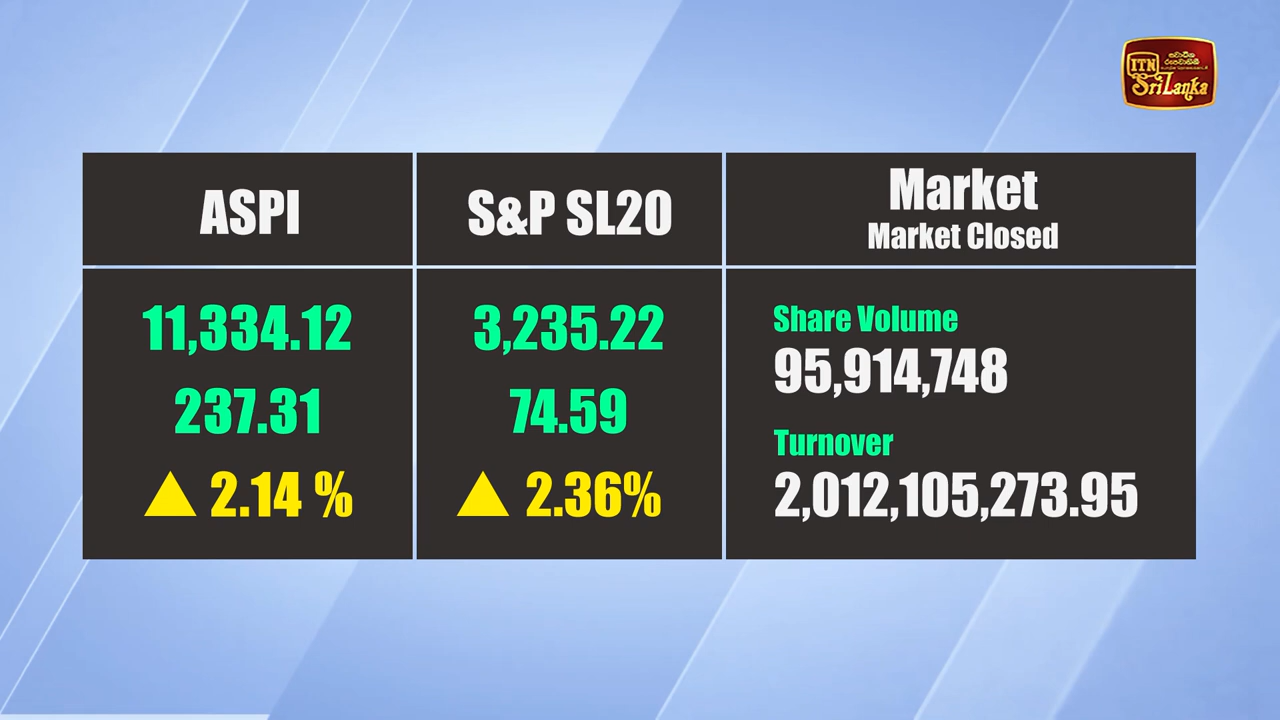 ITN
SriLanka
ASPI
S&P SL20
Market
Market Closed
11,334.12
237.31
▲ 2.14 %
3,235.22
74.59
▲ 2.36%
Share Volume
95,914,748
Turnover
2,012,105,273.95